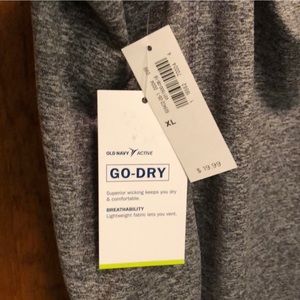 XL
$ 19.99
OLD NAVY ACTIVE
GO-DRY
Superior wicking keeps you dry
& comfortable.
BREATHABILITY
Lightweight fabric lets you vent.